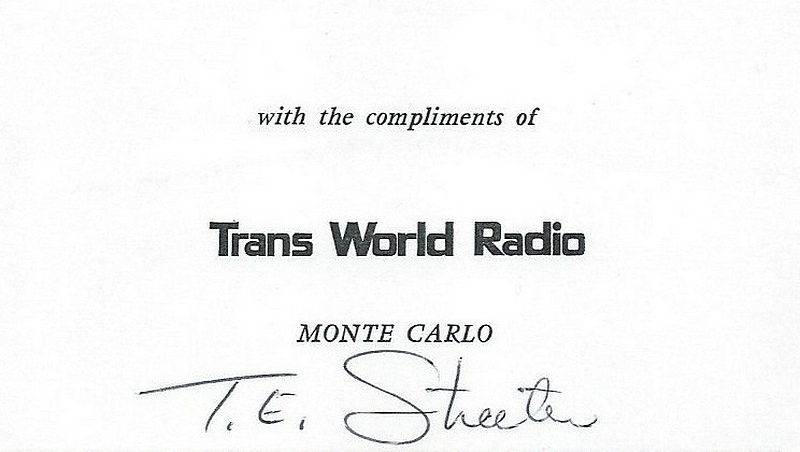 with the compliments of
Trans World Radio
MONTE CARLO
T. E. Streeter